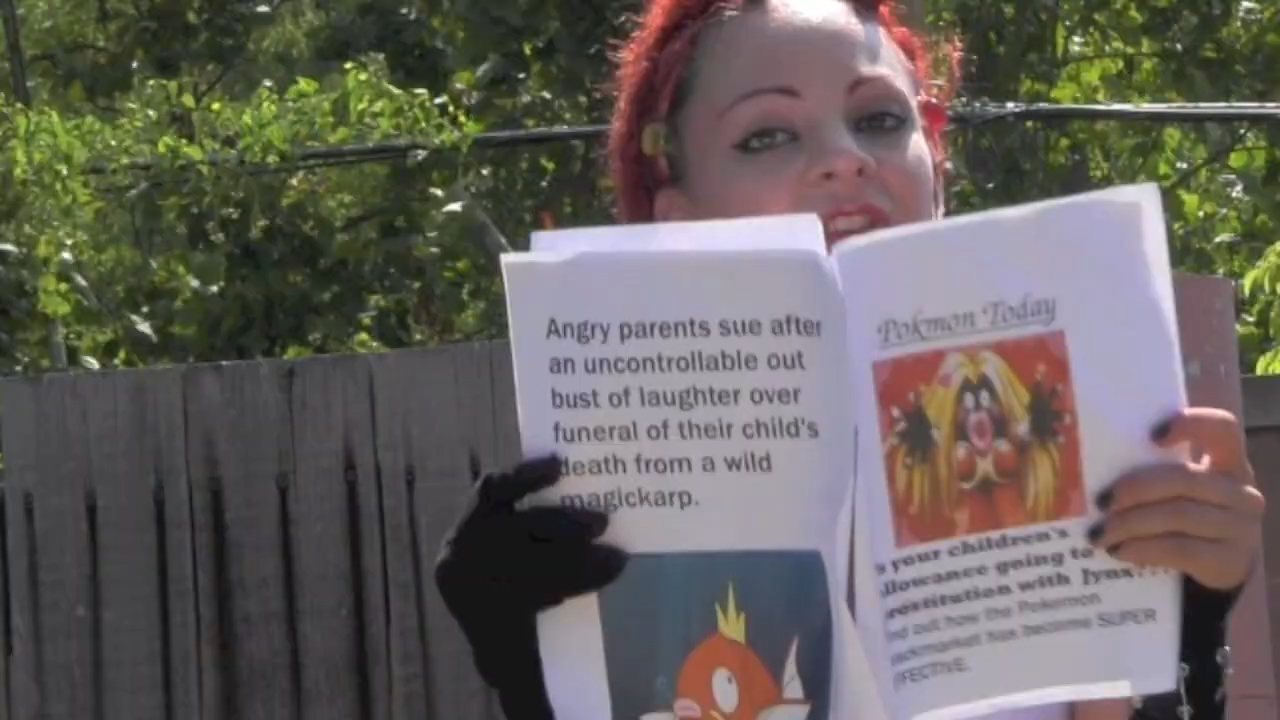 Angry parents sue after
an uncontrollable out
bust of laughter over
funeral of their child's
death from a wild
magickarp.
Pokmon Today
your children's
allowance going to
prostitution with Jynx???
out how the Pokemon
has become SUPER
EFFECTIVE.